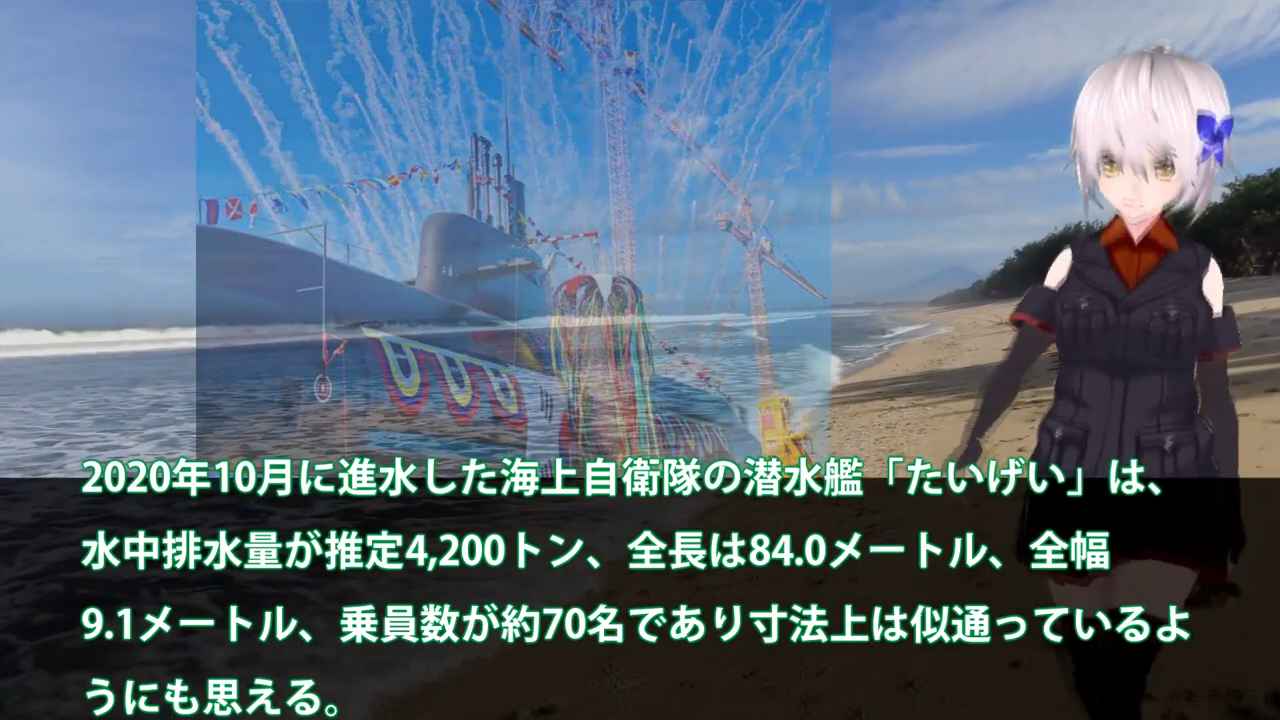 2020年10月に進水した海上自衛隊の潜水艦「たいげい」は、
水中排水量が推定4,200トン、全長は84.0メートル、全幅
9.1メートル、乗員数が約70名であり寸法上は似通っているよ
うにも思える。